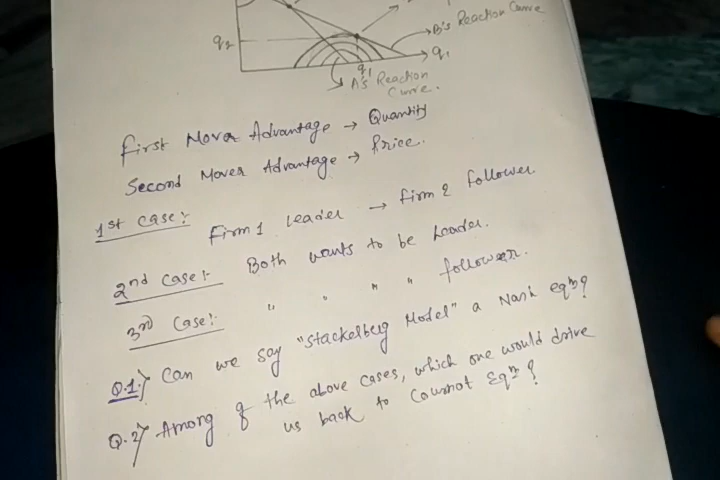 B's Reaction Curve
q2
q1
q1
A's Reaction
Curve.
First Mover Advantage → Quantity
Second Mover Advantage → Price.
1st Case:- Firm 1 leader → Firm 2 follower.
2nd Case:- Both wants to be leader.
3rd Case:- " " " " follower.
Q.1.> Can we say "Stackelberg Model" a Nash eqm?
Q.2> Among of the above cases, which one would drive
us back to Cournot Eqm?